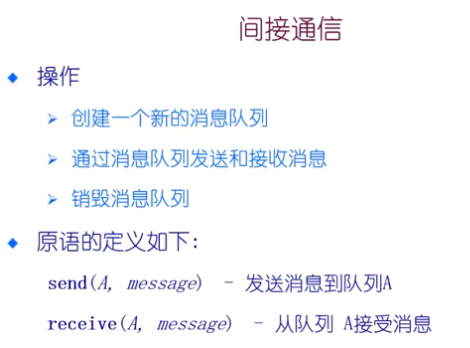 间接通信
操作
创建一个新的消息队列
通过消息队列发送和接收消息
销毁消息队列
原语的定义如下：
send(A, message) - 发送消息到队列A
receive(A, message) - 从队列 A接受消息